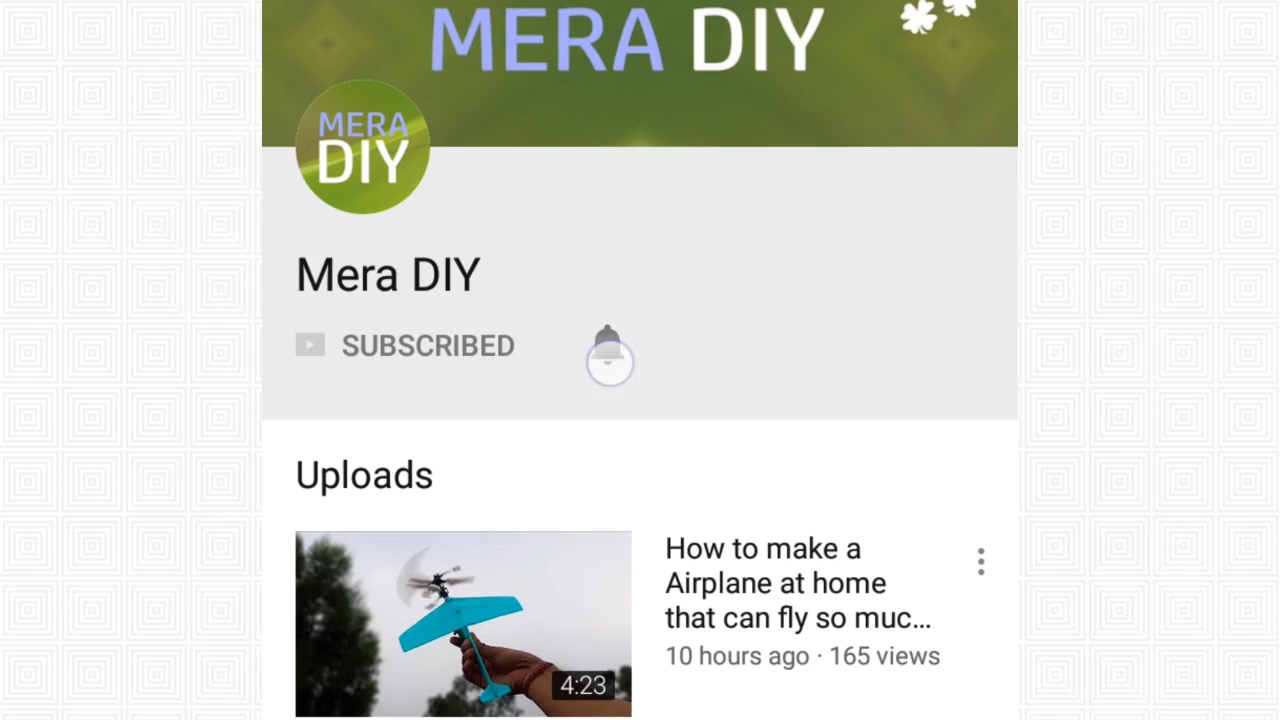 MERA DIY
MERA
DIY
Mera DIY
SUBSCRIBED
Uploads
How to make a
Airplane at home
that can fly so muc...
10 hours ago · 165 views
4:23